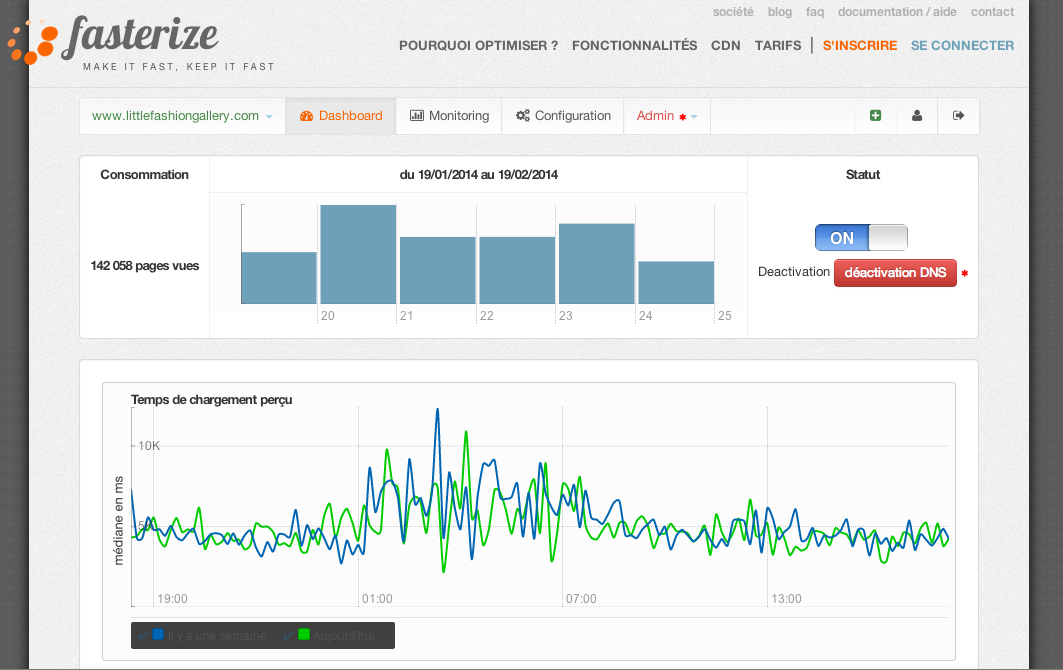 société blog faq documentation / aide contact
fasterize
MAKE IT FAST, KEEP IT FAST
POURQUOI OPTIMISER ? FONCTIONNALITÉS CDN TARIFS | S'INSCRIRE SE CONNECTER
www.littlefashiongallery.com Dashboard Monitoring Configuration Admin *
Consommation
du 19/01/2014 au 19/02/2014
Statut
142 058 pages vues
20 21 22 23 24 25
ON
Deactivation déactivation DNS *
Temps de chargement perçu
médiane en ms
10K
19:00 01:00 07:00 13:00
Il y a une semaine Aujourd'hui